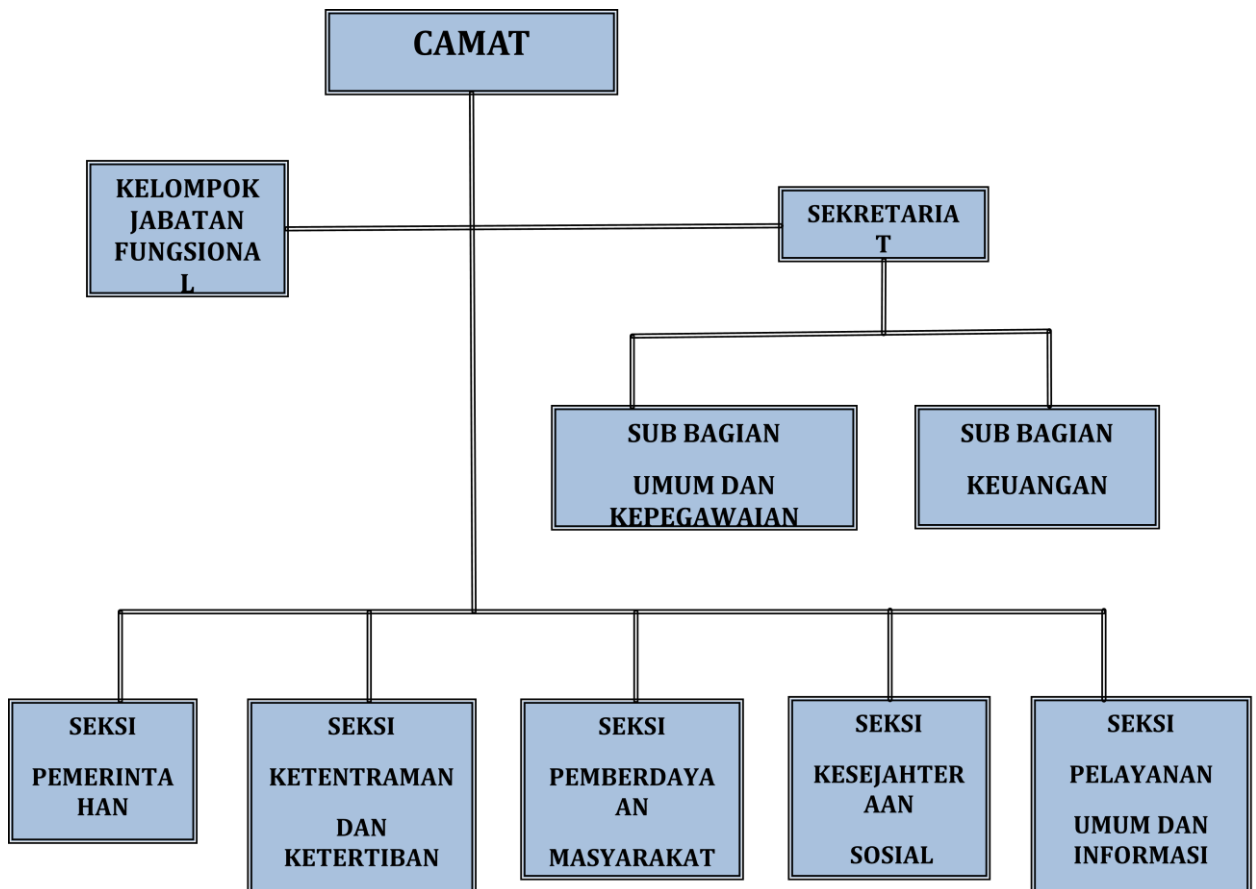 CAMAT
KELOMPOK
JABATAN
FUNGSIONA
L
SEKRETARIA
T
SUB BAGIAN
UMUM DAN
KEPEGAWAIAN
SUB BAGIAN
KEUANGAN
SEKSI
PEMERINTA
HAN
SEKSI
KETENTRAMAN
DAN
KETERTIBAN
SEKSI
PEMBERDAYA
AN
MASYARAKAT
SEKSI
KESEJAHTER
AAN
SOSIAL
SEKSI
PELAYANAN
UMUM DAN
INFORMASI